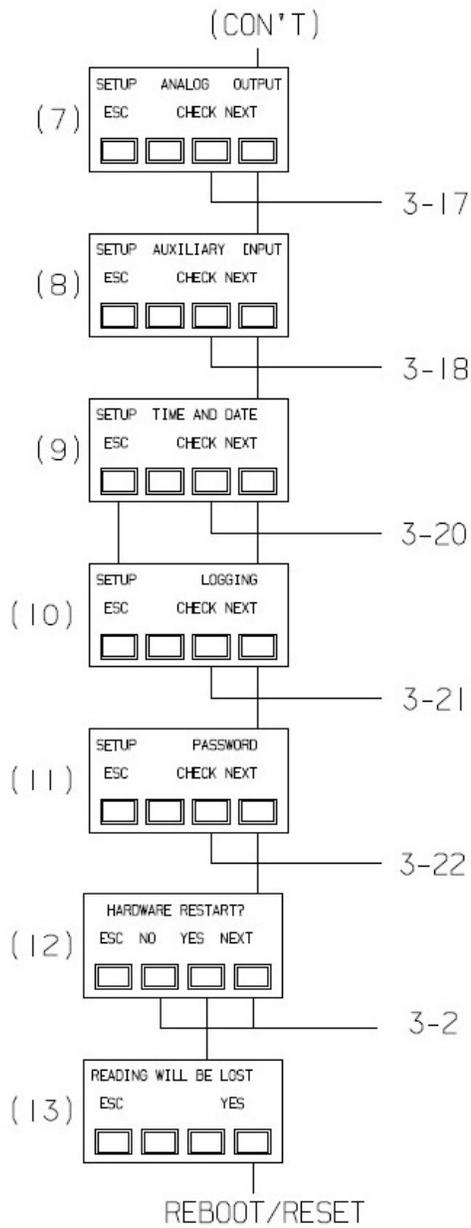 (CON'T)
(7)
SETUP ANALOG OUTPUT
ESC CHECK NEXT
3-17
(8)
SETUP AUXILIARY INPUT
ESC CHECK NEXT
3-18
(9)
SETUP TIME AND DATE
ESC CHECK NEXT
3-20
(10)
SETUP LOGGING
ESC CHECK NEXT
3-21
(11)
SETUP PASSWORD
ESC CHECK NEXT
3-22
(12)
HARDWARE RESTART?
ESC NO YES NEXT
3-2
(13)
READING WILL BE LOST
ESC YES
REBOOT/RESET